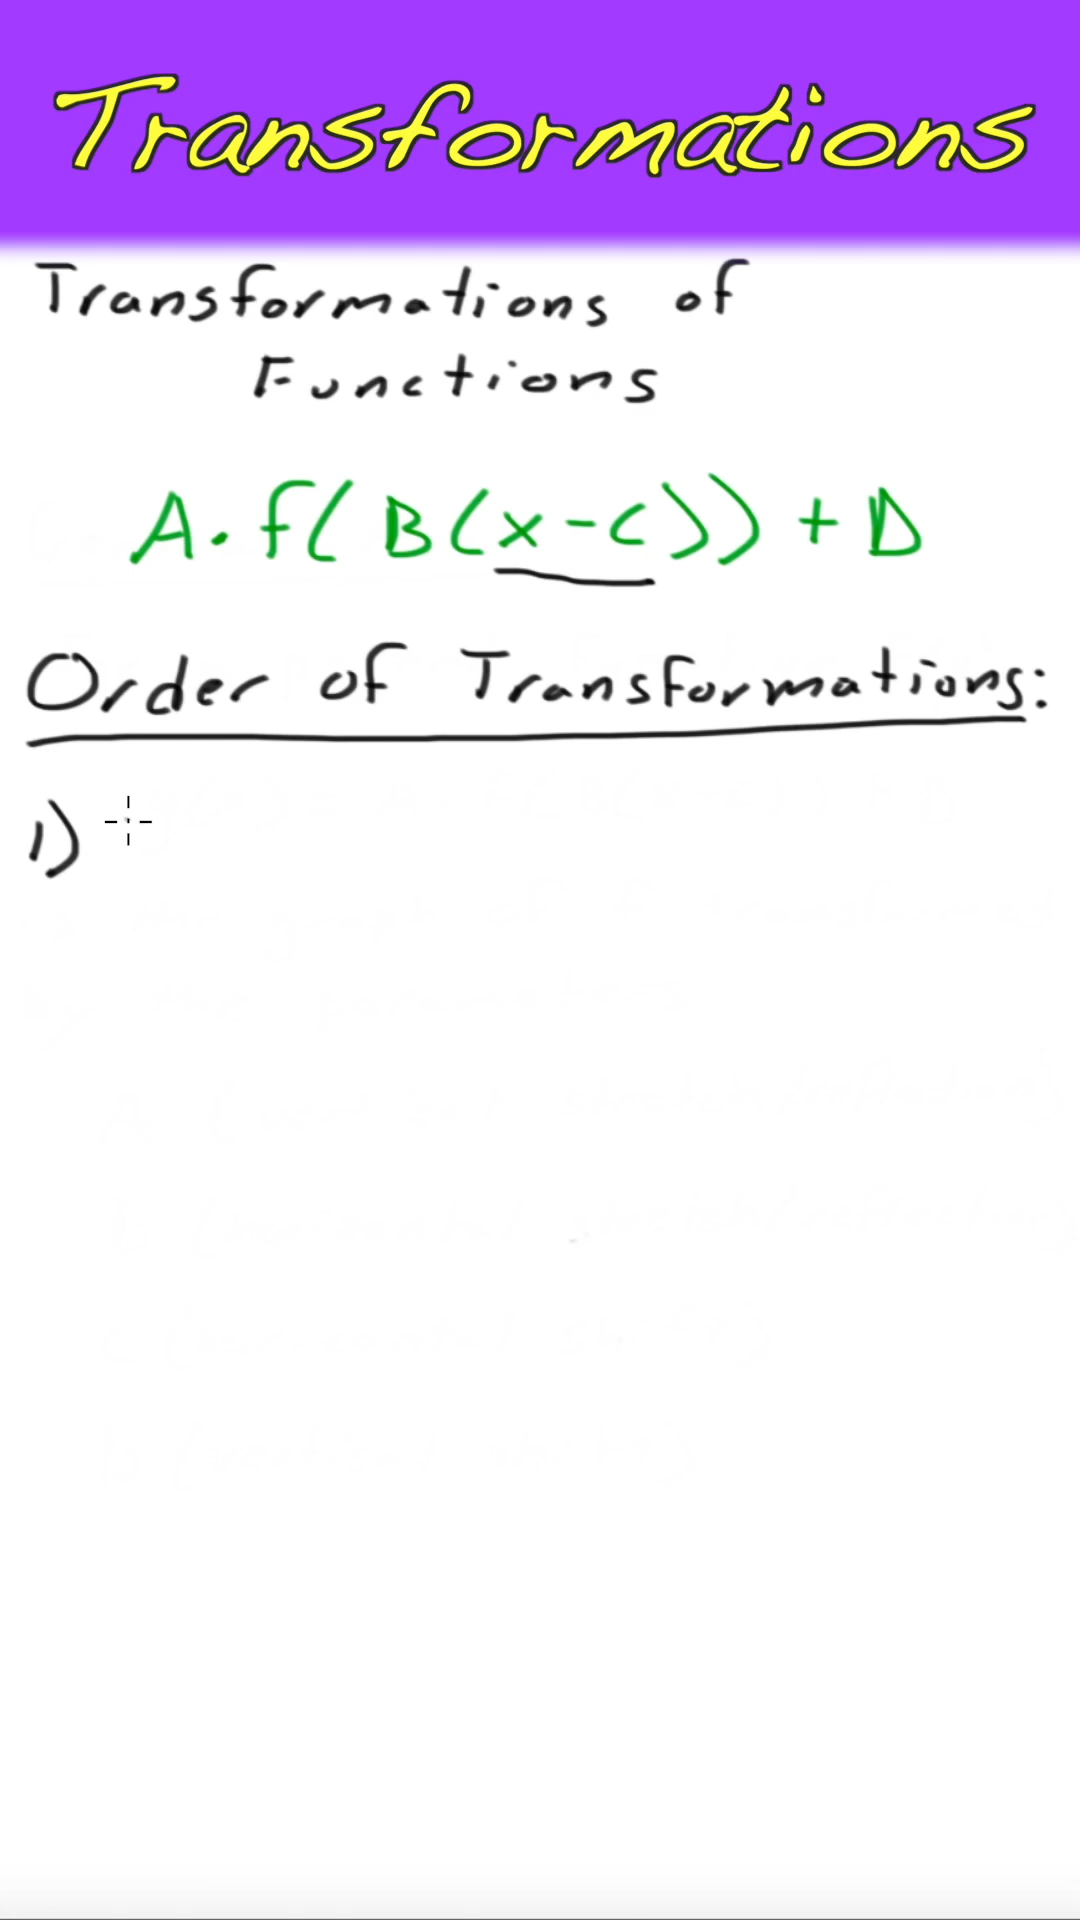 Transformations
Transformations of
Functions
A · f( B(x-c)) + D
Order of Transformations:
1)